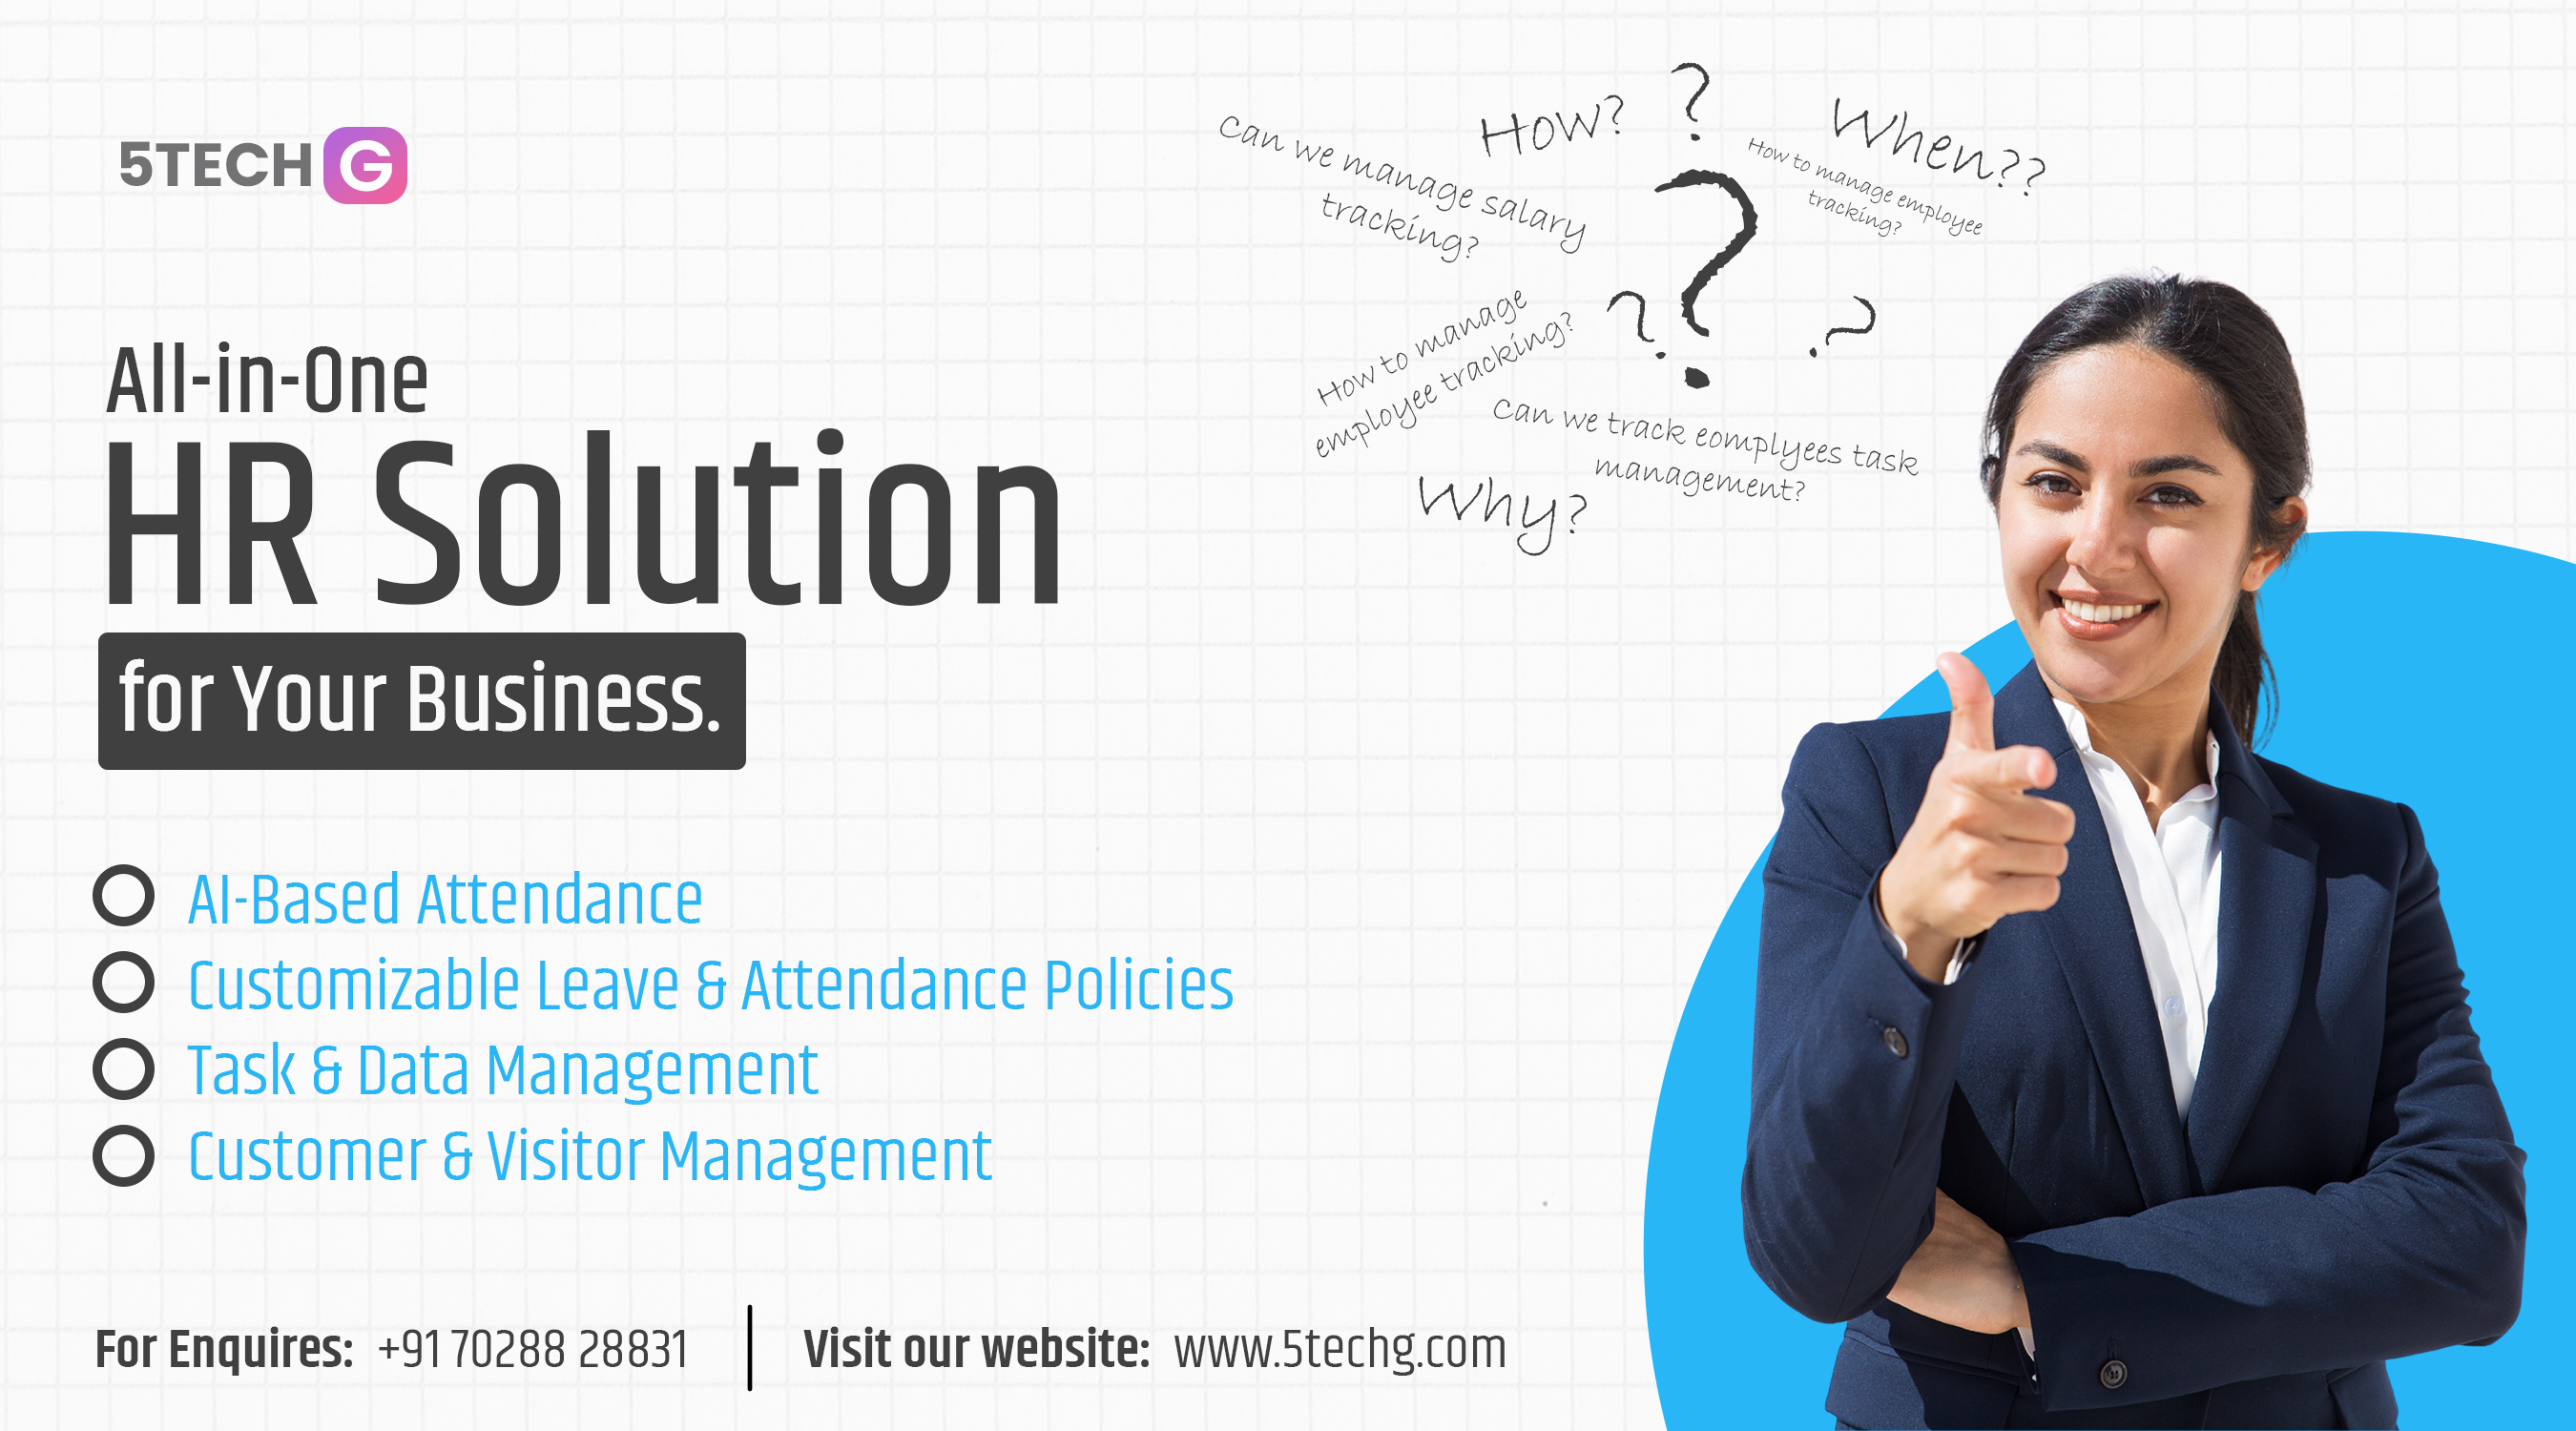 5TECH G
How?
?
When??
Can we manage salary
tracking?
How to manage employee
tracking?
?
?
?
How to manage
employee tracking?
Can we track eomplyees task
management?
Why?
All-in-One
HR Solution
for Your Business.
AI-Based Attendance
Customizable Leave & Attendance Policies
Task & Data Management
Customer & Visitor Management
For Enquires: +91 70288 28831
Visit our website: www.5techg.com